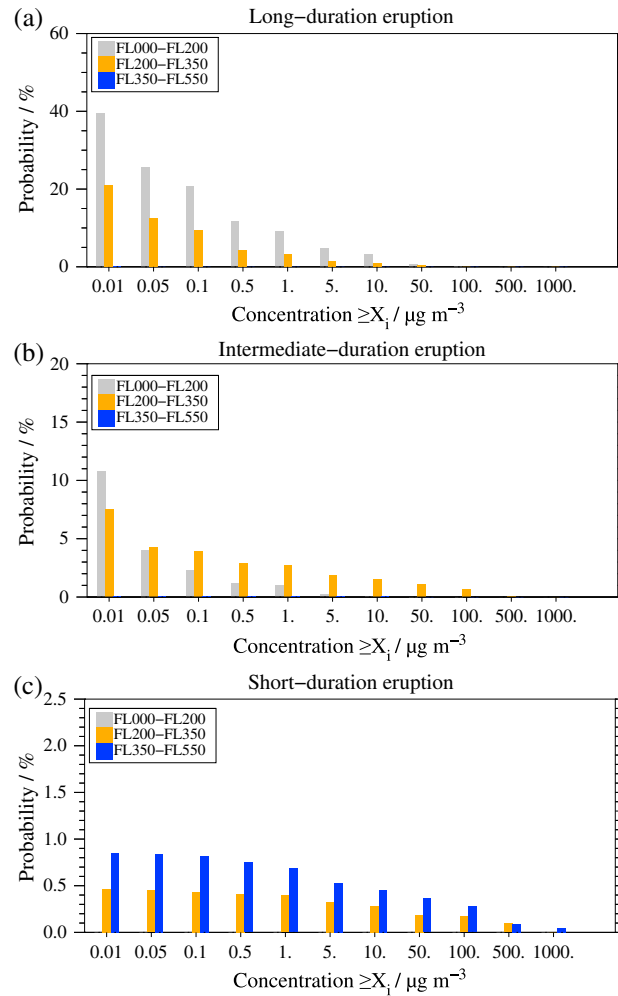 (a)
Long−duration eruption
60
40
20
0
Probability / %
FL000−FL200
FL200−FL350
FL350−FL550
0.01 0.05 0.1 0.5 1. 5. 10. 50. 100. 500. 1000.
Concentration ≥X_i / μg m⁻³
(b)
Intermediate−duration eruption
20
15
10
5
0
Probability / %
FL000−FL200
FL200−FL350
FL350−FL550
0.01 0.05 0.1 0.5 1. 5. 10. 50. 100. 500. 1000.
Concentration ≥X_i / μg m⁻³
(c)
Short−duration eruption
2.5
2.0
1.5
1.0
0.5
0.0
Probability / %
FL000−FL200
FL200−FL350
FL350−FL550
0.01 0.05 0.1 0.5 1. 5. 10. 50. 100. 500. 1000.
Concentration ≥X_i / μg m⁻³